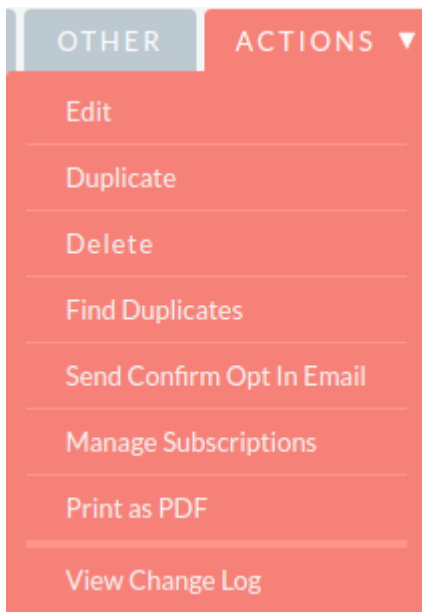 OTHER ACTIONS ▼
Edit
Duplicate
Delete
Find Duplicates
Send Confirm Opt In Email
Manage Subscriptions
Print as PDF
View Change Log